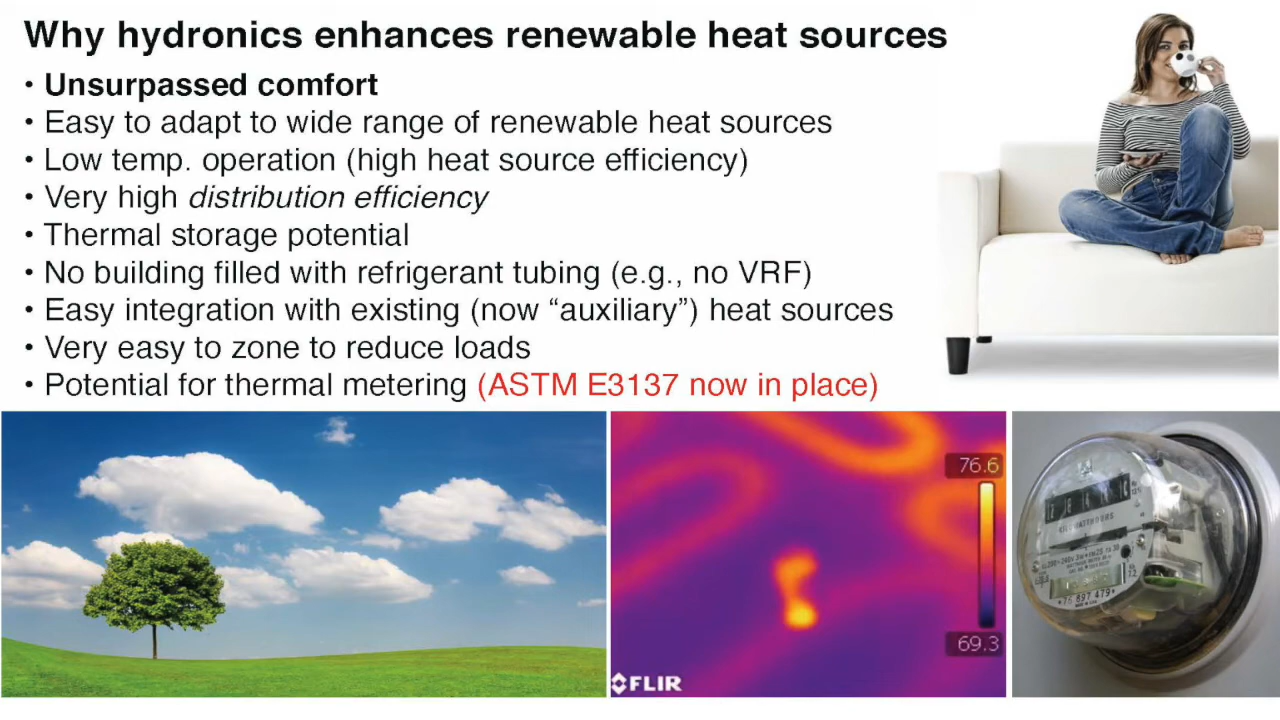 Why hydronics enhances renewable heat sources
• Unsurpassed comfort
• Easy to adapt to wide range of renewable heat sources
• Low temp. operation (high heat source efficiency)
• Very high distribution efficiency
• Thermal storage potential
• No building filled with refrigerant tubing (e.g., no VRF)
• Easy integration with existing (now “auxiliary”) heat sources
• Very easy to zone to reduce loads
• Potential for thermal metering (ASTM E3137 now in place)
76.6
69.3
FLIR
76 897 479